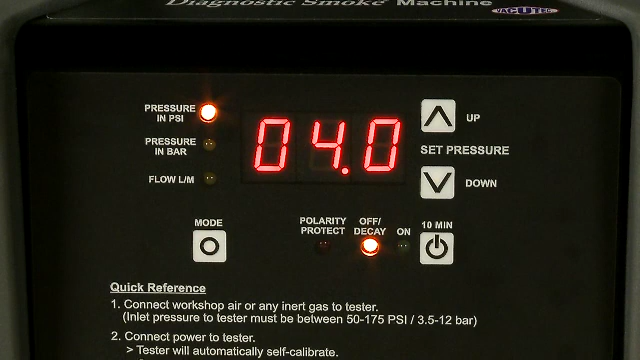 Diagnostic Smoke Machine
VACUTEC
PRESSURE
IN PSI
PRESSURE
IN BAR
FLOW L/M
04.0
UP
SET PRESSURE
DOWN
MODE
POLARITY
PROTECT
OFF/
DECAY
ON
10 MIN
Quick Reference
1. Connect workshop air or any inert gas to tester.
(Inlet pressure to tester must be between 50-175 PSI / 3.5-12 bar)
2. Connect power to tester.
> Tester will automatically self-calibrate.